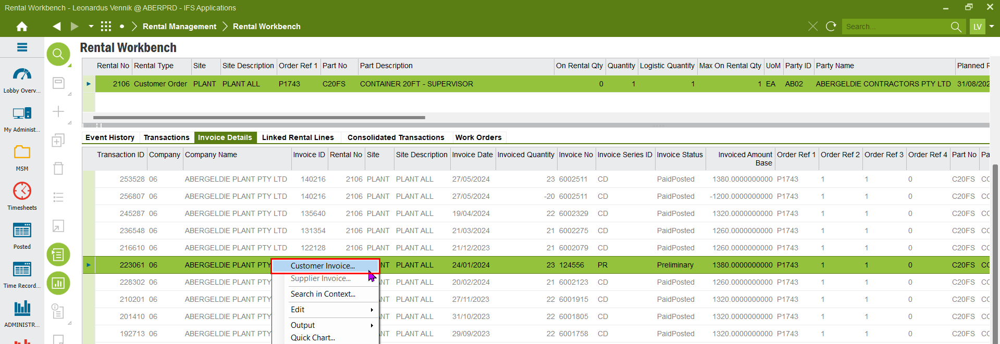 Rental Workbench - Leonardus Vennik @ ABERPRD - IFS Applications
Rental Management Rental Workbench Search... LV
Rental Workbench
Lobby Overv...
My Administ...
MSM
Timesheets
Posted
Time Record...
ADMINISTR...
Rental No Rental Type Site Site Description Order Ref 1 Part No Part Description On Rental Qty Quantity Logistic Quantity Max On Rental Qty UoM Party ID Party Name Planned R
2106 Customer Order PLANT PLANT ALL P1743 C20FS CONTAINER 20FT - SUPERVISOR 0 1 1 1 EA AB02 ABERGELDIE CONTRACTORS PTY LTD 31/08/202
Event History Transactions Invoice Details Linked Rental Lines Consolidated Transactions Work Orders
Transaction ID Company Company Name Invoice ID Rental No Site Site Description Invoice Date Invoiced Quantity Invoice No Invoice Series ID Invoice Status Invoiced Amount Base Order Ref 1 Order Ref 2 Order Ref 3 Order Ref 4 Part No Pa
253528 06 ABERGELDIE PLANT PTY LTD 140216 2106 PLANT PLANT ALL 27/05/2024 23 6002511 CD PaidPosted 1380.0000000000 P1743 1 1 0 C20FS CC
256807 06 ABERGELDIE PLANT PTY LTD 140216 2106 PLANT PLANT ALL 27/05/2024 -20 6002511 CD PaidPosted -1200.0000000000 P1743 1 1 0 C20FS CC
245287 06 ABERGELDIE PLANT PTY LTD 135640 2106 PLANT PLANT ALL 19/04/2024 22 6002329 CD PaidPosted 1320.0000000000 P1743 1 1 0 C20FS CC
236548 06 ABERGELDIE PLANT PTY LTD 131354 2106 PLANT PLANT ALL 21/03/2024 21 6002275 CD PaidPosted 1260.0000000000 P1743 1 1 0 C20FS CC
216610 06 ABERGELDIE PLANT PTY LTD 122128 2106 PLANT PLANT ALL 21/12/2023 21 6002079 CD PaidPosted 1260.0000000000 P1743 1 1 0 C20FS CC
223061 06 ABERGELDIE PLANT PTY NT PLANT ALL 24/01/2024 23 124556 PR Preliminary 1380.0000000000 P1743 1 1 0 C20FS CC
228302 06 ABERGELDIE PLANT PTY NT PLANT ALL 20/02/2024 21 6002123 CD PaidPosted 1260.0000000000 P1743 1 1 0 C20FS CC
210201 06 ABERGELDIE PLANT PTY NT PLANT ALL 27/11/2023 22 6001915 CD PaidPosted 1320.0000000000 P1743 1 1 0 C20FS CC
201410 06 ABERGELDIE PLANT PTY NT PLANT ALL 31/10/2023 22 6001805 CD PaidPosted 1320.0000000000 P1743 1 1 0 C20FS CC
192713 06 ABERGELDIE PLANT PTY NT PLANT ALL 29/09/2023 22 6001758 CD PaidPosted 1320.0000000000 P1743 1 1 0 C20FS CC
Customer Invoice...
Supplier Invoice...
Search in Context...
Edit
Output
Quick Chart...